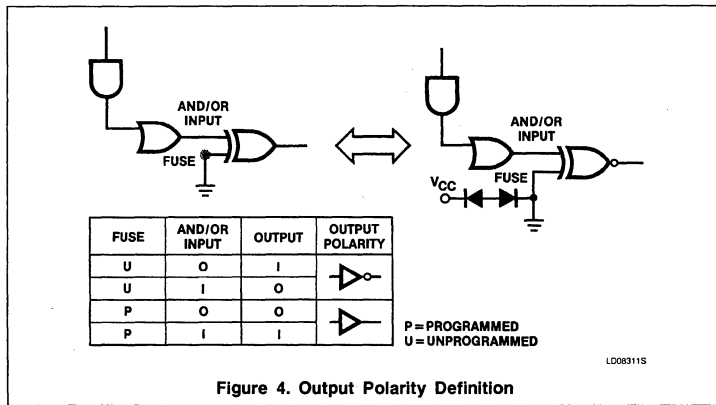 AND/OR
INPUT
FUSE
AND/OR
INPUT
FUSE
VCC
FUSE AND/OR INPUT OUTPUT OUTPUT POLARITY
U O I
U I O
P O O
P I I
P = PROGRAMMED
U = UNPROGRAMMED
LD08311S
Figure 4. Output Polarity Definition